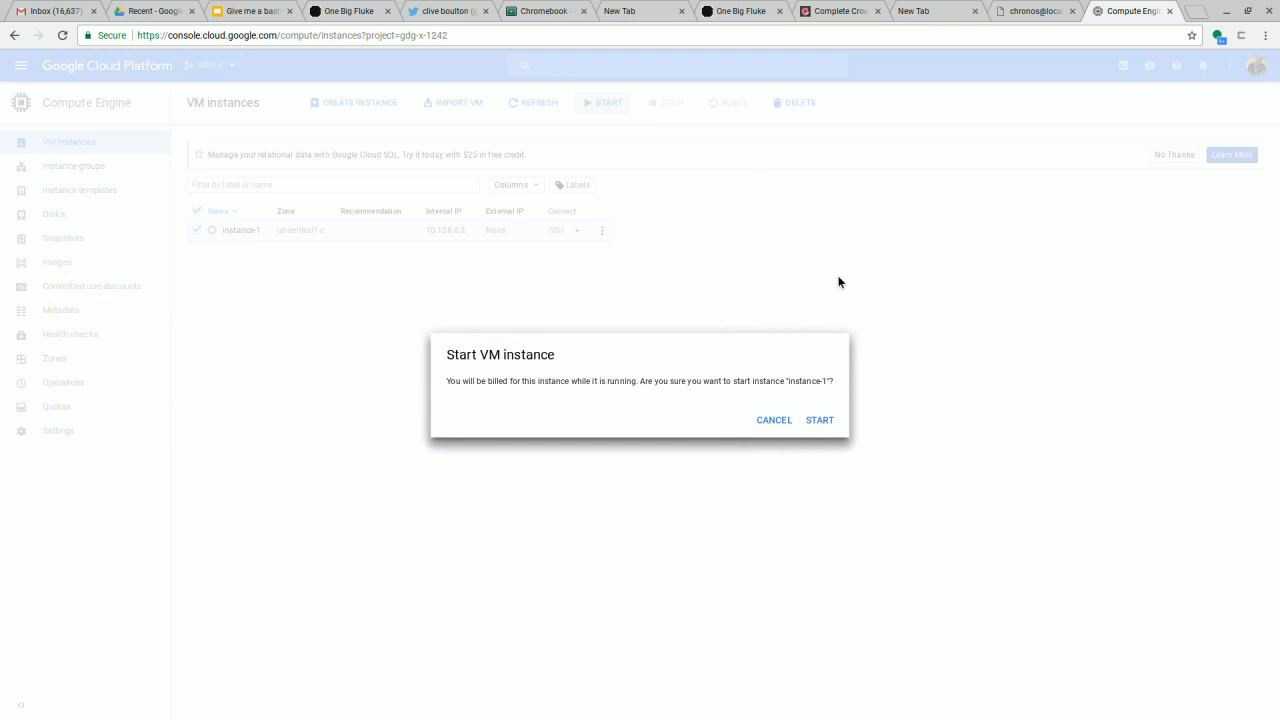 Inbox (16,637) Recent - Google Give me a bash One Big Fluke clive boulton (@ Chromebook - New Tab One Big Fluke Complete Crou New Tab chronos@loca Compute Engin
Secure https://console.cloud.google.com/compute/instances?project=gdg-x-1242
Google Cloud Platform GDG-X
Compute Engine VM instances CREATE INSTANCE IMPORT VM REFRESH START STOP RESET DELETE
VM instances
Manage your relational data with Google Cloud SQL. Try it today with $25 in free credit. No Thanks Learn More
Instance groups
Filter by label or name Columns Labels
Instance templates
Name Zone Recommendation Internal IP External IP Connect
Disks
instance-1 us-central1-c 10.128.0.2 None SSH
Snapshots
Images
Committed use discounts
Metadata
Health checks
Zones
Operations
Quotas
Settings
Start VM instance
You will be billed for this instance while it is running. Are you sure you want to start instance "instance-1"?
CANCEL START